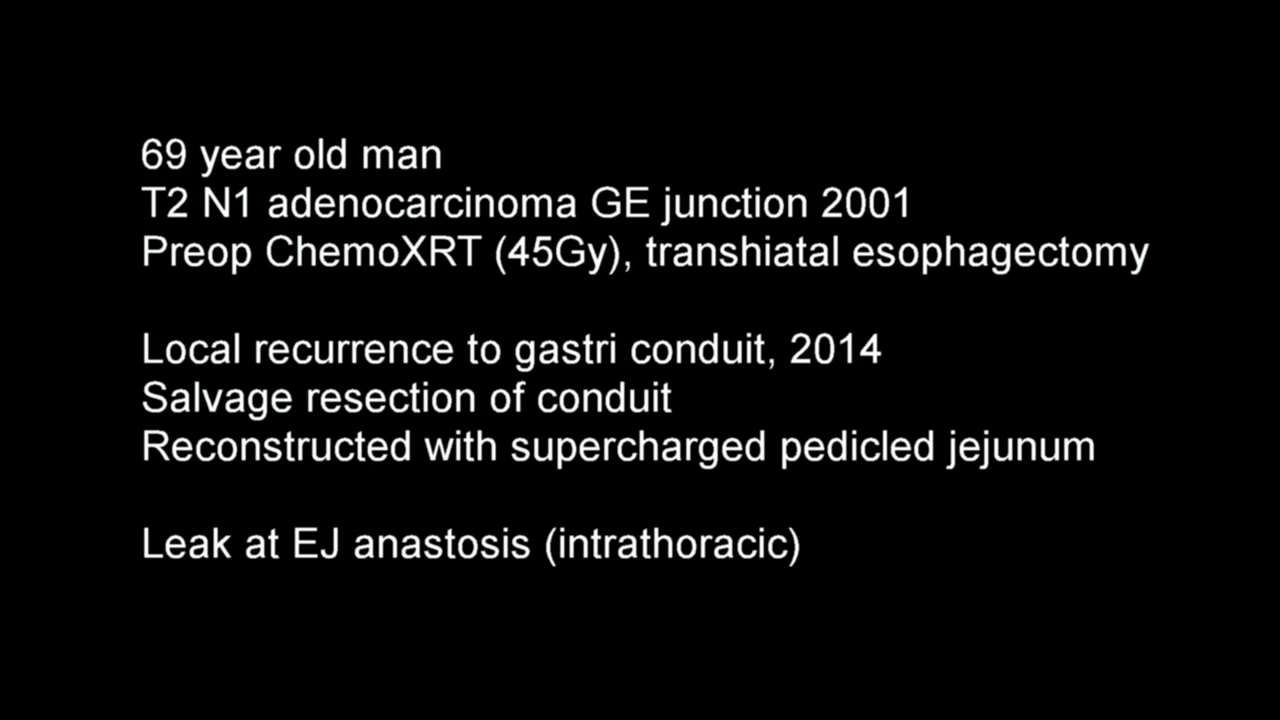 69 year old man
T2 N1 adenocarcinoma GE junction 2001
Preop ChemoXRT (45Gy), transhiatal esophagectomy
Local recurrence to gastri conduit, 2014
Salvage resection of conduit
Reconstructed with supercharged pedicled jejunum
Leak at EJ anastosis (intrathoracic)